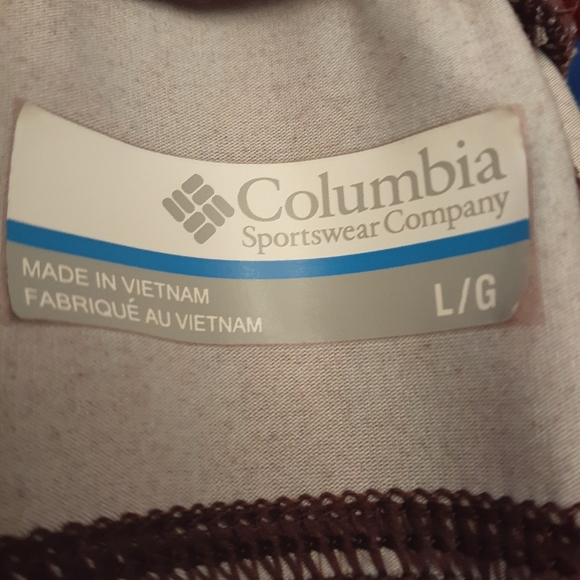 Columbia
Sportswear Company
MADE IN VIETNAM
FABRIQUÉ AU VIETNAM
L/G